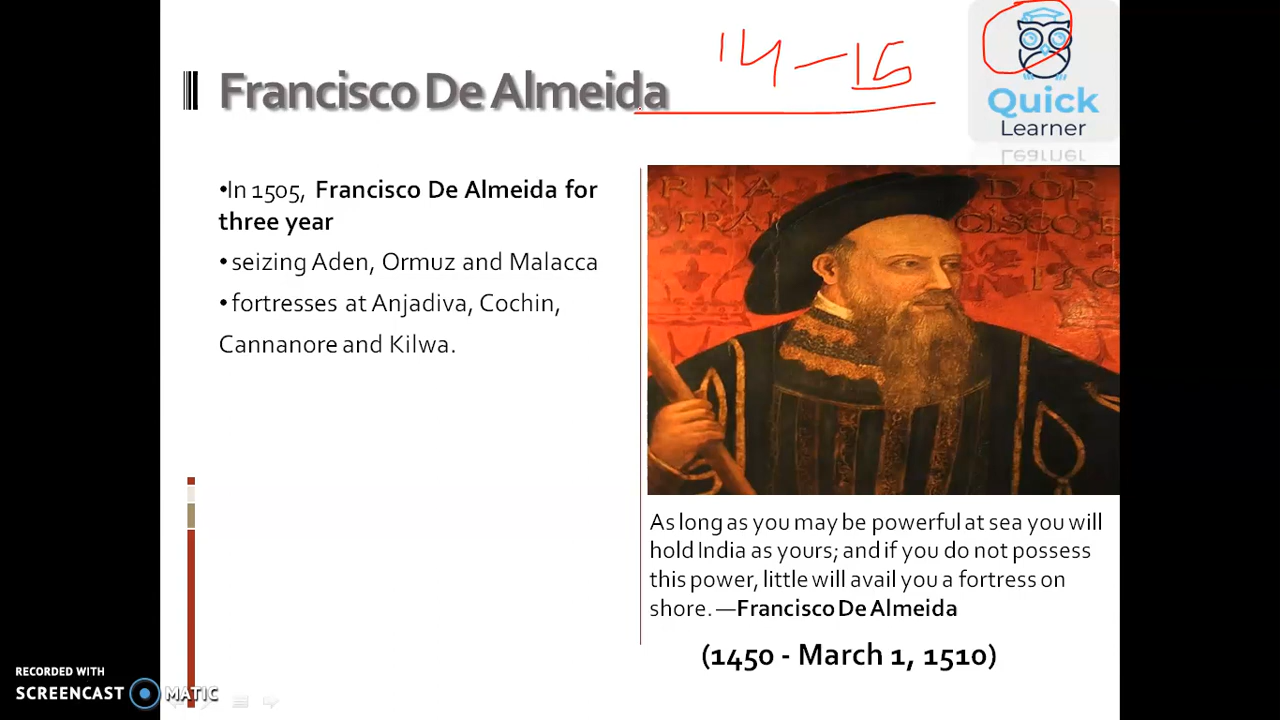 14-15
Francisco De Almeida
Quick
Learner
•In 1505, Francisco De Almeida for
three year
• seizing Aden, Ormuz and Malacca
• fortresses at Anjadiva, Cochin,
Cannanore and Kilwa.
As long as you may be powerful at sea you will
hold India as yours; and if you do not possess
this power, little will avail you a fortress on
shore. —Francisco De Almeida
(1450 - March 1, 1510)
RECORDED WITH
SCREENCAST MATIC